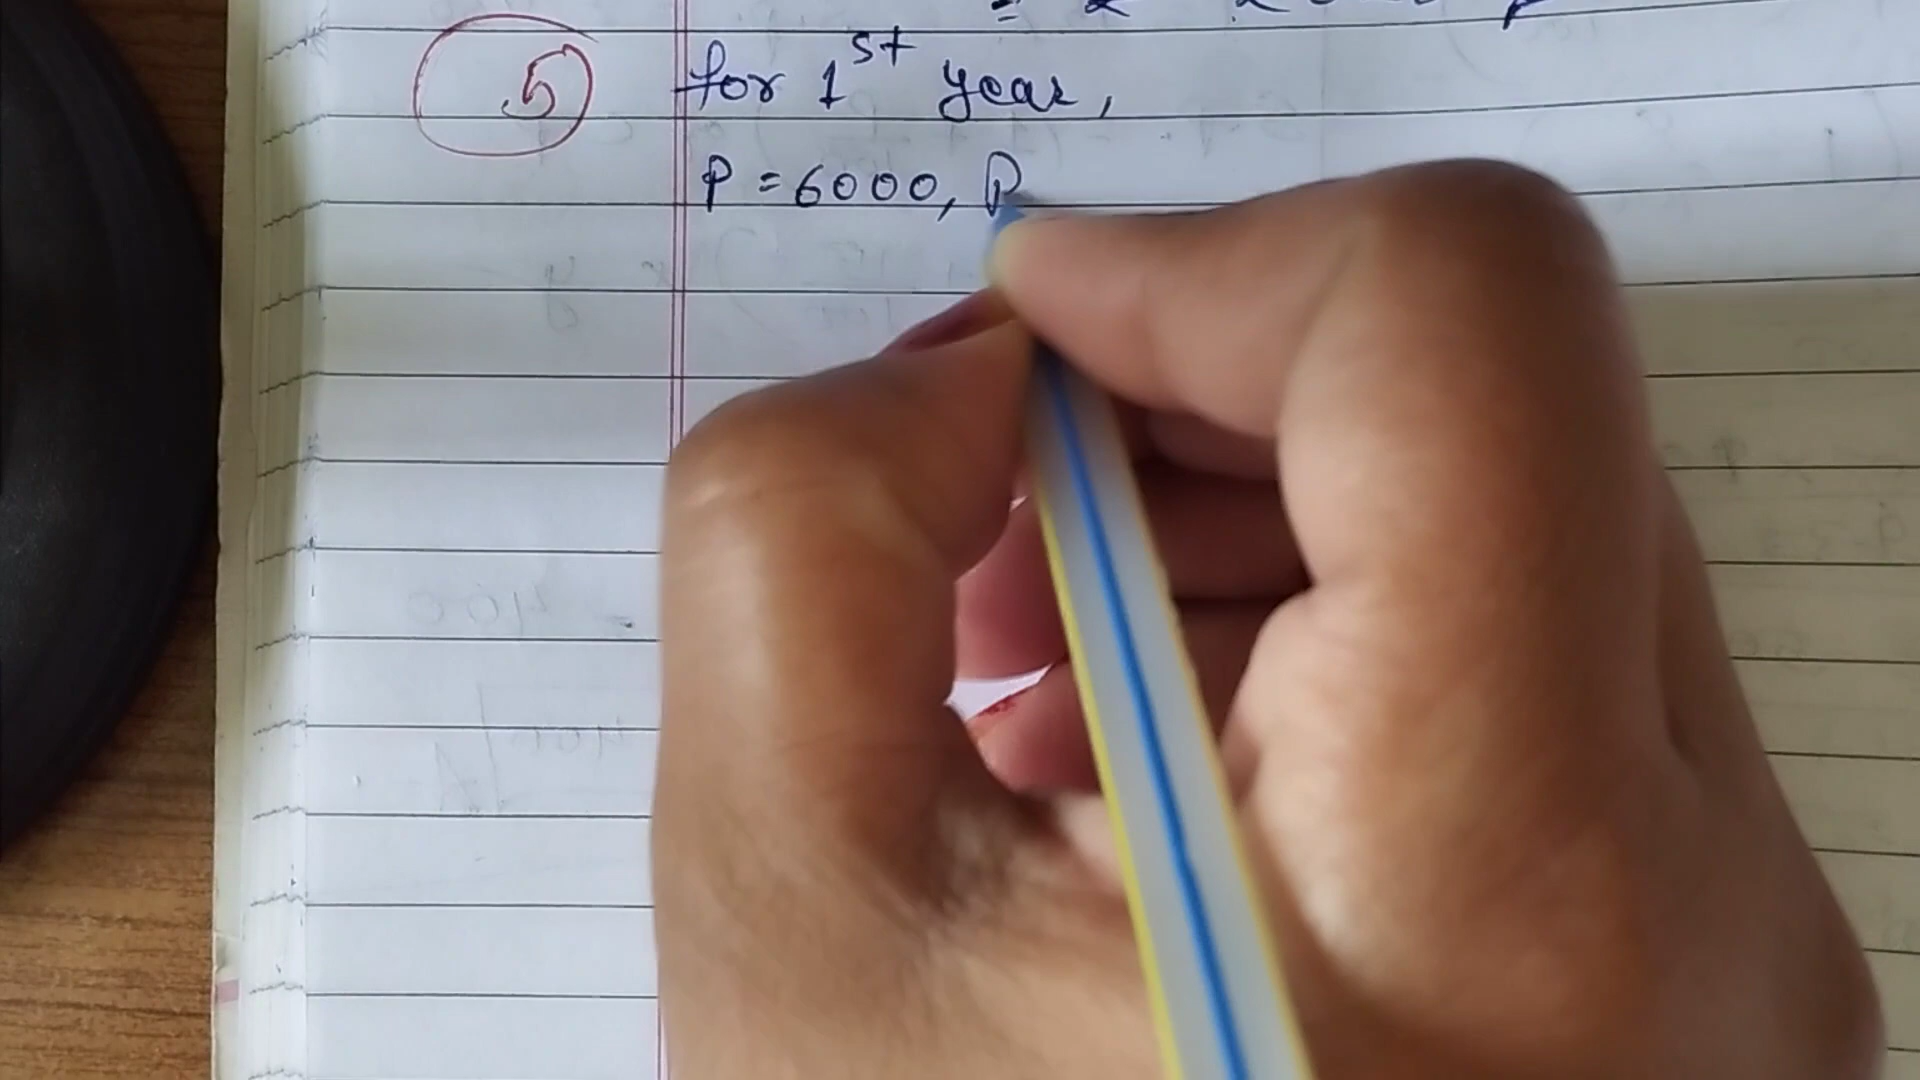 5 for 1st year,
P = 6000, R